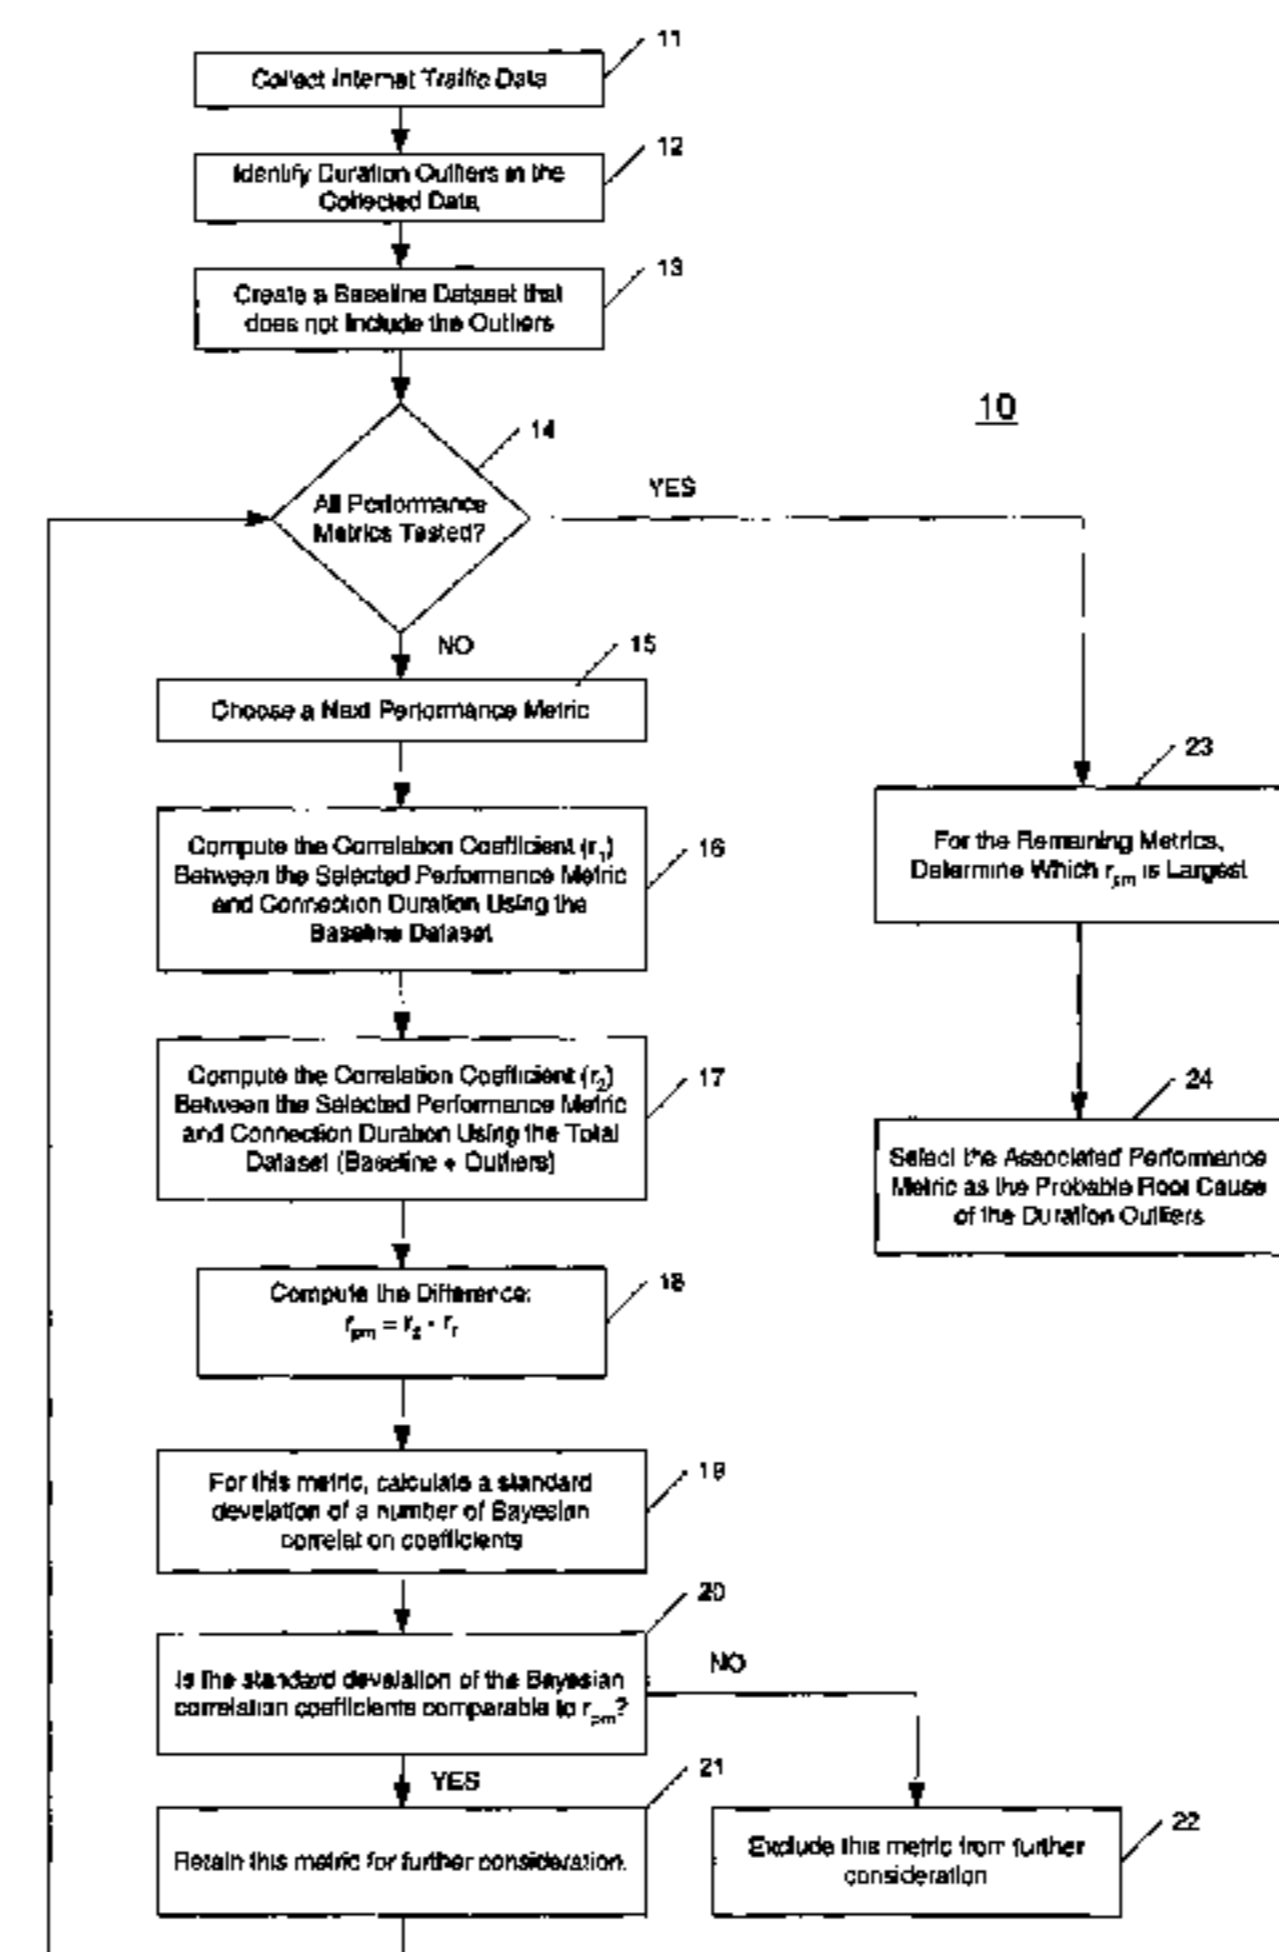 11
Collect Internet Traffic Data
12
Identify Duration Outliers in the
Collected Data
13
Create a Baseline Dataset that
does not Include the Outliers
10
14
All Performance
Metrics Tested?
YES
NO
15
Choose a Next Performance Metric
23
For the Remaining Metrics,
Determine Which rpm is Largest
16
Compute the Correlation Coefficient (r1)
Between the Selected Performance Metric
and Connection Duration Using the
Baseline Dataset
17
Compute the Correlation Coefficient (r2)
Between the Selected Performance Metric
and Connection Duration Using the Total
Dataset (Baseline + Outliers)
24
Select the Associated Performance
Metric as the Probable Root Cause
of the Duration Outliers
18
Compute the Difference:
rpm = r2 - r1
19
For this metric, calculate a standard
develation of a number of Bayesian
correlation coefficients
20
Is the standard develation of the Bayesian
correlation coefficients comparable to rpm?
NO
YES
21
Retain this metric for further consideration.
22
Exclude this metric from further
consideration